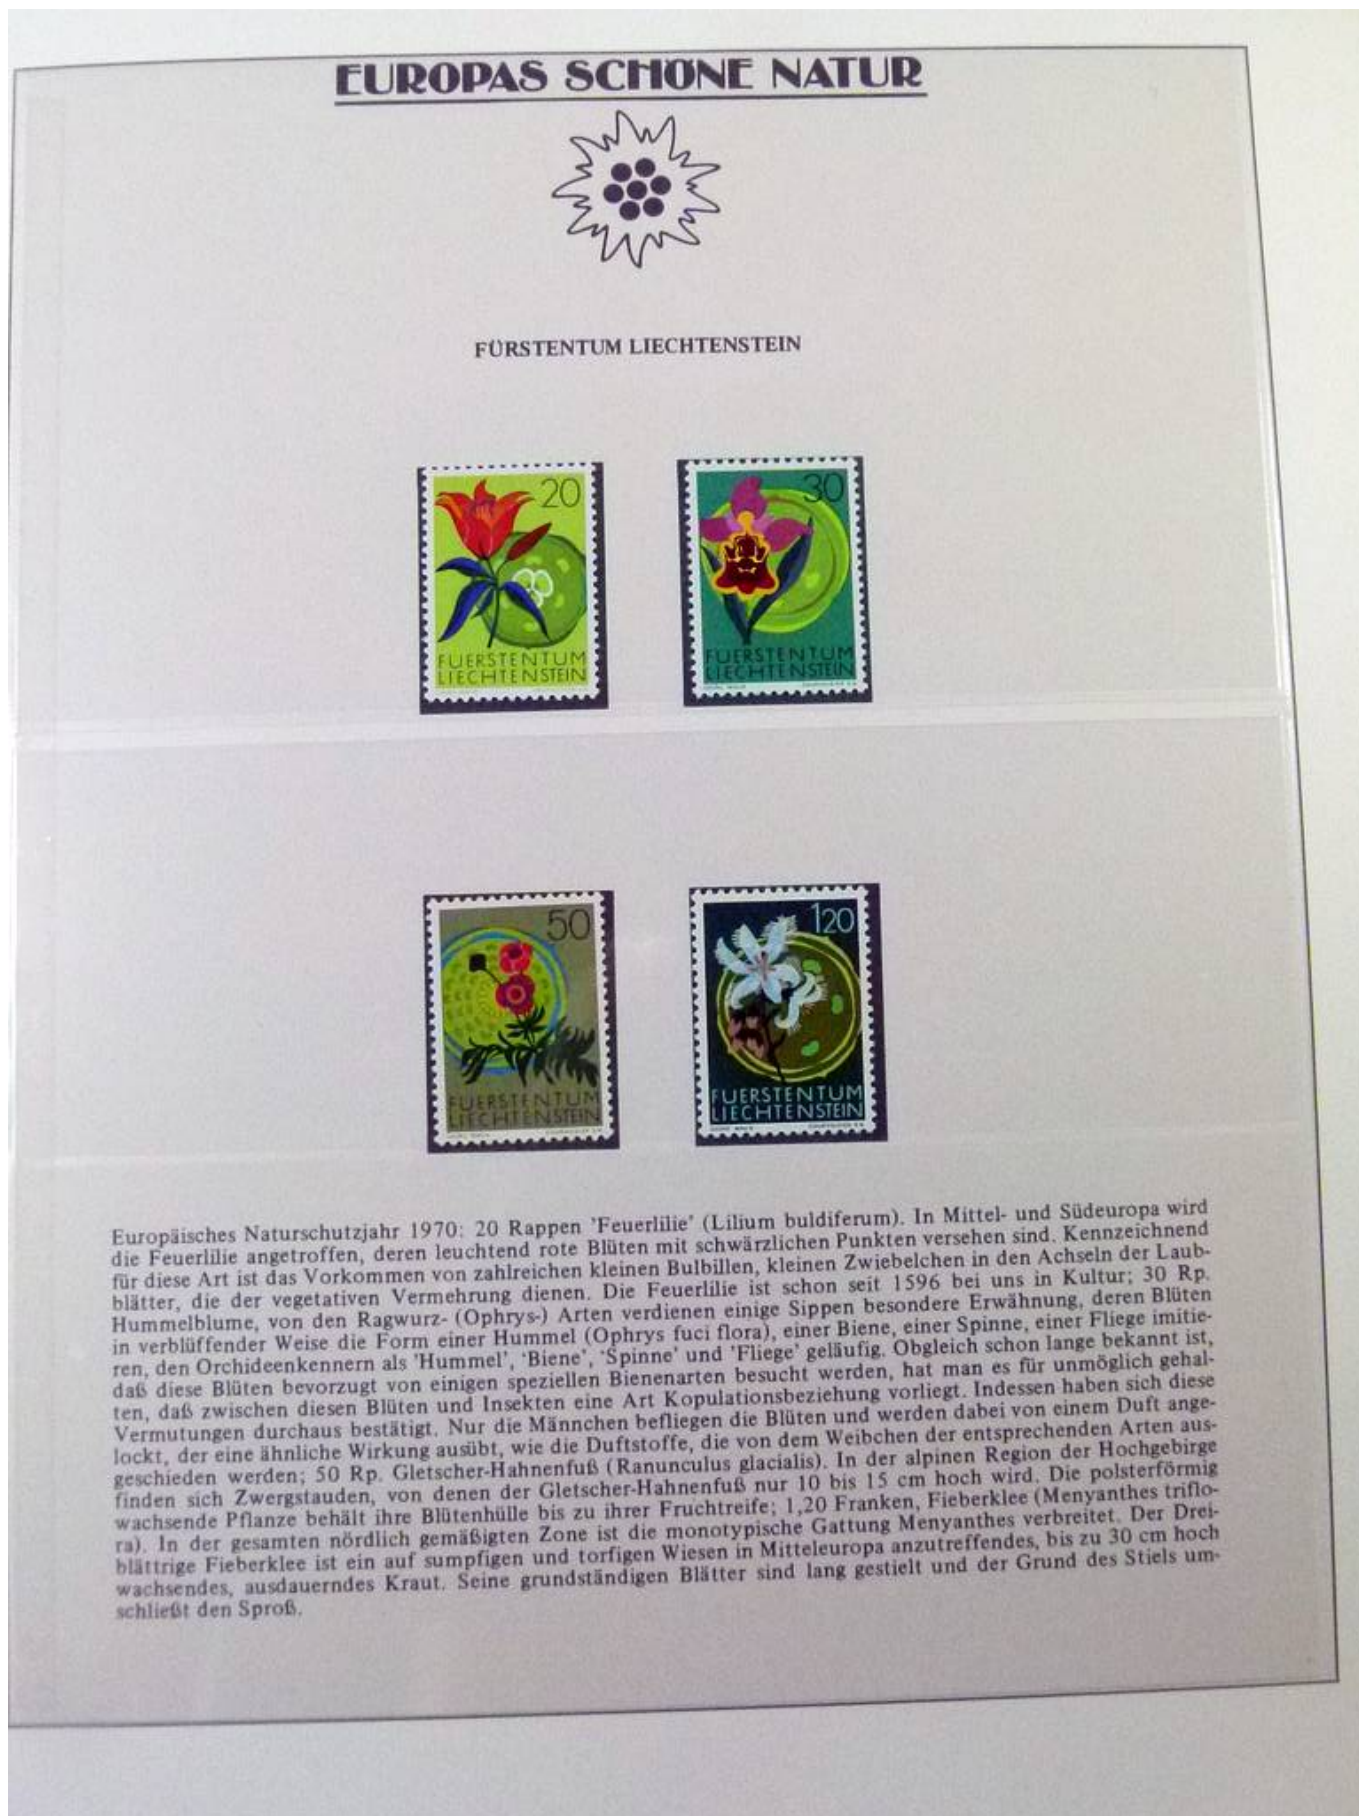 EUROPAS SCHÖNE NATUR
FÜRSTENTUM LIECHTENSTEIN
20
FUERSTENTUM
LIECHTENSTEIN
30
FUERSTENTUM
LIECHTENSTEIN
50
FUERSTENTUM
LIECHTENSTEIN
120
FUERSTENTUM
LIECHTENSTEIN
Europäisches Naturschutzjahr 1970: 20 Rappen 'Feuerlilie' (Lilium buldiferum). In Mittel- und Südeuropa wird
die Feuerlilie angetroffen, deren leuchtend rote Blüten mit schwärzlichen Punkten versehen sind. Kennzeichnend
für diese Art ist das Vorkommen von zahlreichen kleinen Bulbillen, kleinen Zwiebelchen in den Achseln der Laub-
blätter, die der vegetativen Vermehrung dienen. Die Feuerlilie ist schon seit 1596 bei uns in Kultur; 30 Rp.
Hummelblume, von den Ragwurz- (Ophrys-) Arten verdienen einige Sippen besondere Erwähnung, deren Blüten
in verblüffender Weise die Form einer Hummel (Ophrys fuci flora), einer Biene, einer Spinne, einer Fliege imitie-
ren, den Orchideenkennern als 'Hummel', 'Biene', 'Spinne' und 'Fliege' geläufig. Obgleich schon lange bekannt ist,
daß diese Blüten bevorzugt von einigen speziellen Bienenarten besucht werden, hat man es für unmöglich gehal-
ten, daß zwischen diesen Blüten und Insekten eine Art Kopulationsbeziehung vorliegt. Indessen haben sich diese
Vermutungen durchaus bestätigt. Nur die Männchen befliegen die Blüten und werden dabei von einem Duft ange-
lockt, der eine ähnliche Wirkung ausübt, wie die Duftstoffe, die von dem Weibchen der entsprechenden Arten aus-
geschieden werden; 50 Rp. Gletscher-Hahnenfuß (Ranunculus glacialis). In der alpinen Region der Hochgebirge
finden sich Zwergstauden, von denen der Gletscher-Hahnenfuß nur 10 bis 15 cm hoch wird. Die polsterförmig
wachsende Pflanze behält ihre Blütenhülle bis zu ihrer Fruchtreife; 1,20 Franken, Fieberklee (Menyanthes triflo-
ra). In der gesamten nördlich gemäßigten Zone ist die monotypische Gattung Menyanthes verbreitet. Der Drei-
blättrige Fieberklee ist ein auf sumpfigen und torfigen Wiesen in Mitteleuropa anzutreffendes, bis zu 30 cm hoch
wachsendes, ausdauerndes Kraut. Seine grundständigen Blätter sind lang gestielt und der Grund des Stiels um-
schließt den Sproß.